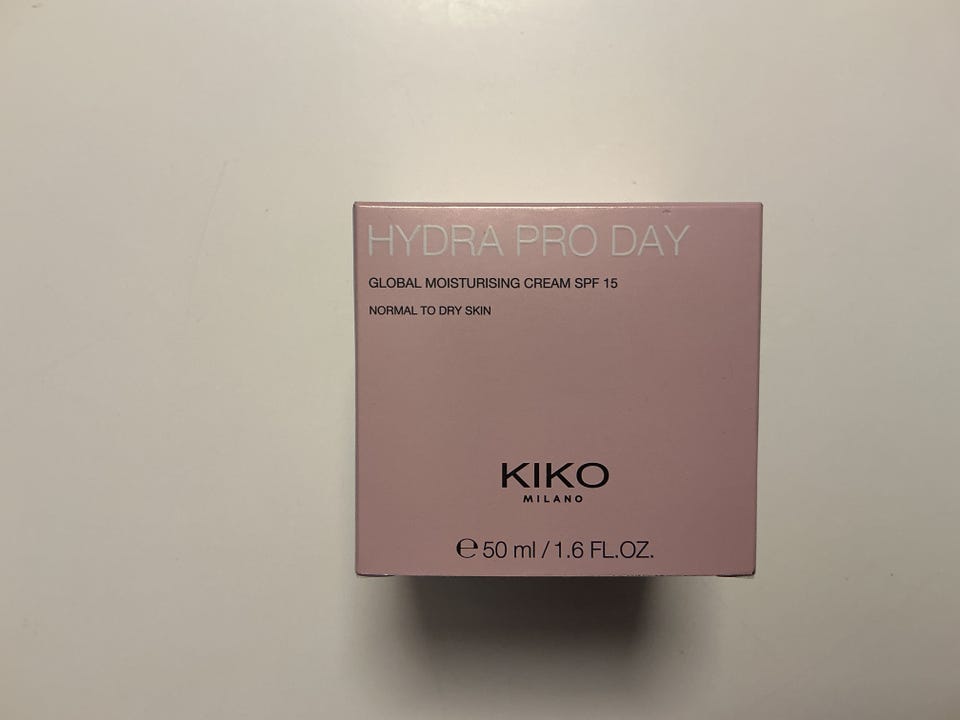 HYDRA PRO DAY
GLOBAL MOISTURISING CREAM SPF 15
NORMAL TO DRY SKIN
KIKO
MILANO
℮ 50 ml / 1.6 FL.OZ.